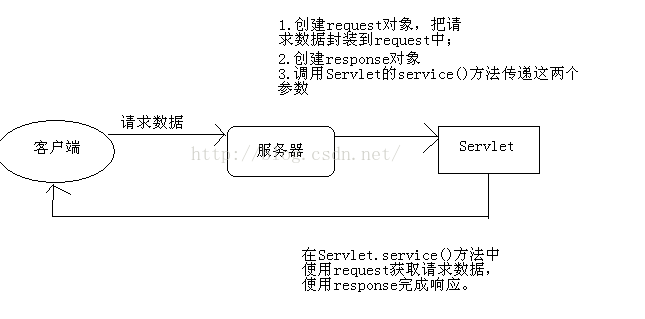 1.创建request对象，把请
求数据封装到request中；
2.创建response对象
3.调用Servlet的service()方法传递这两个
参数
请求数据
客户端
服务器
Servlet
http://blog.csdn.net/
在Servlet.service()方法中
使用request获取请求数据，
使用response完成响应。